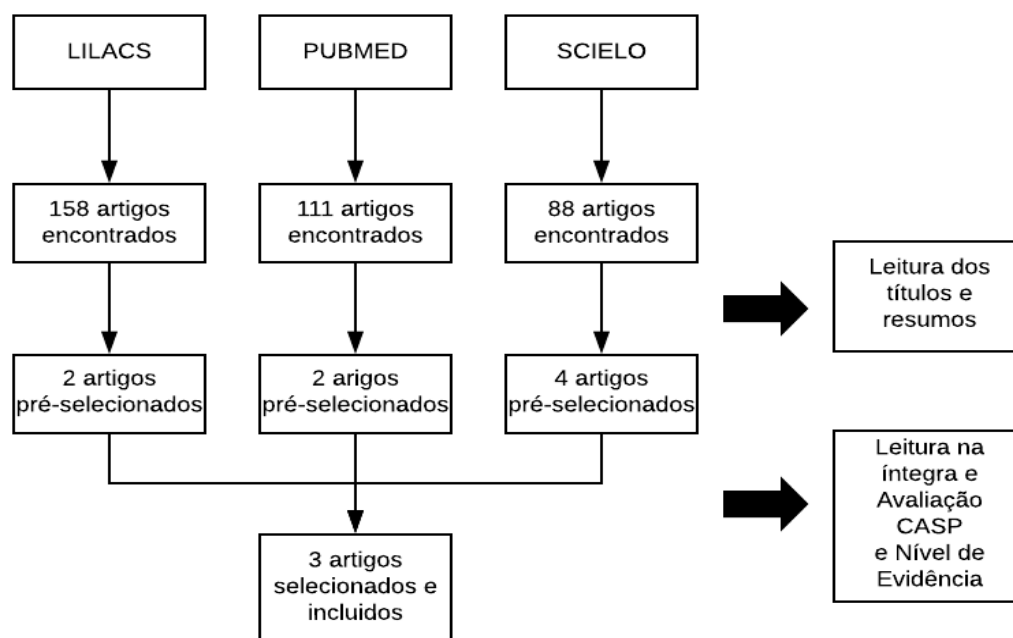 LILACS
PUBMED
SCIELO
158 artigos
encontrados
111 artigos
encontrados
88 artigos
encontrados
Leitura dos
títulos e
resumos
2 artigos
pré-selecionados
2 arigos
pré-selecionados
4 artigos
pré-selecionados
Leitura na
íntegra e
Avaliação
CASP
e Nível de
Evidência
3 artigos
selecionados e
incluidos